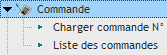 Commande
Charger commande N°
Liste des commandes